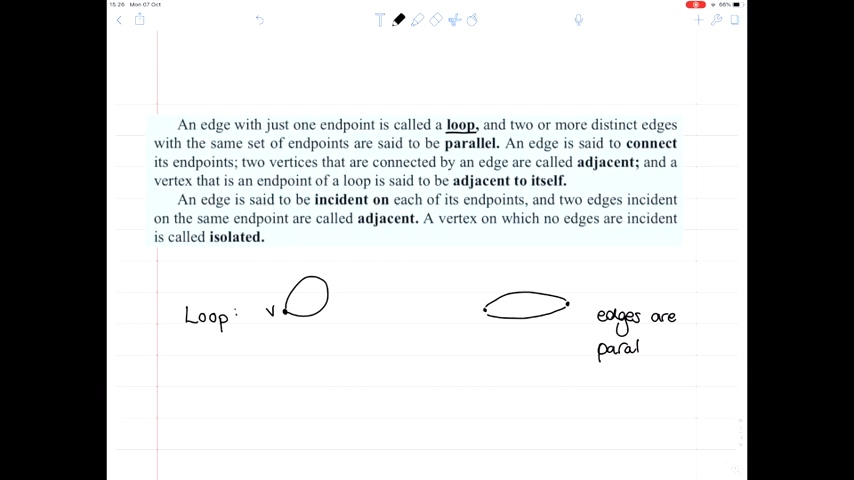 15.26 Mon 07 Oct
66%
T
An edge with just one endpoint is called a loop, and two or more distinct edges
with the same set of endpoints are said to be parallel. An edge is said to connect
its endpoints; two vertices that are connected by an edge are called adjacent; and a
vertex that is an endpoint of a loop is said to be adjacent to itself.
An edge is said to be incident on each of its endpoints, and two edges incident
on the same endpoint are called adjacent. A vertex on which no edges are incident
is called isolated.
Loop: v
edges are
paral